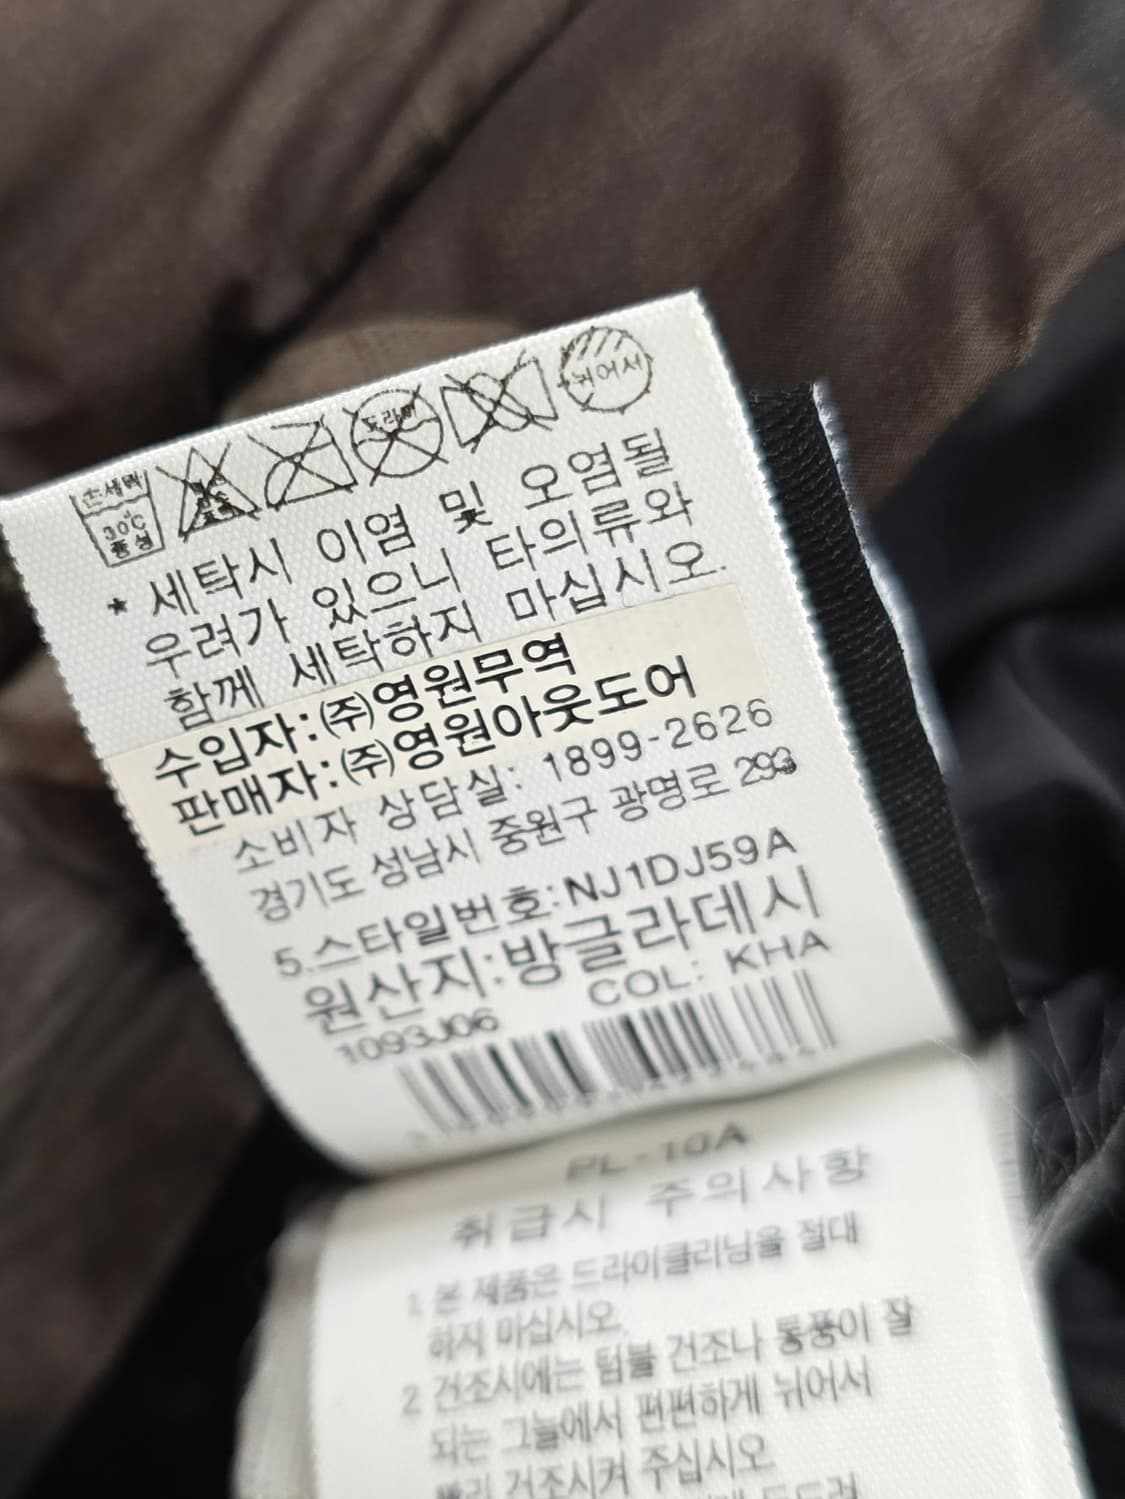 손세탁
30℃
중성
드라이
뉘어서
* 세탁시 이염 및 오염될
우려가 있으니 타의류와
함께 세탁하지 마십시오.
수입자:(주)영원무역
판매자:(주)영원아웃도어
소비자 상담실: 1899-2626
경기도 성남시 중원구 광명로 293
5.스타일번호:NJ1DJ59A
원산지:방글라데시
COL: KHA
1093J06
PL-10A
취급시 주의사항
1 본 제품은 드라이클리닝을 절대
하지 마십시오.
2 건조시에는 텀블 건조나 통풍이 잘
되는 그늘에서 편편하게 뉘어서
빨리 건조시켜 주십시오.